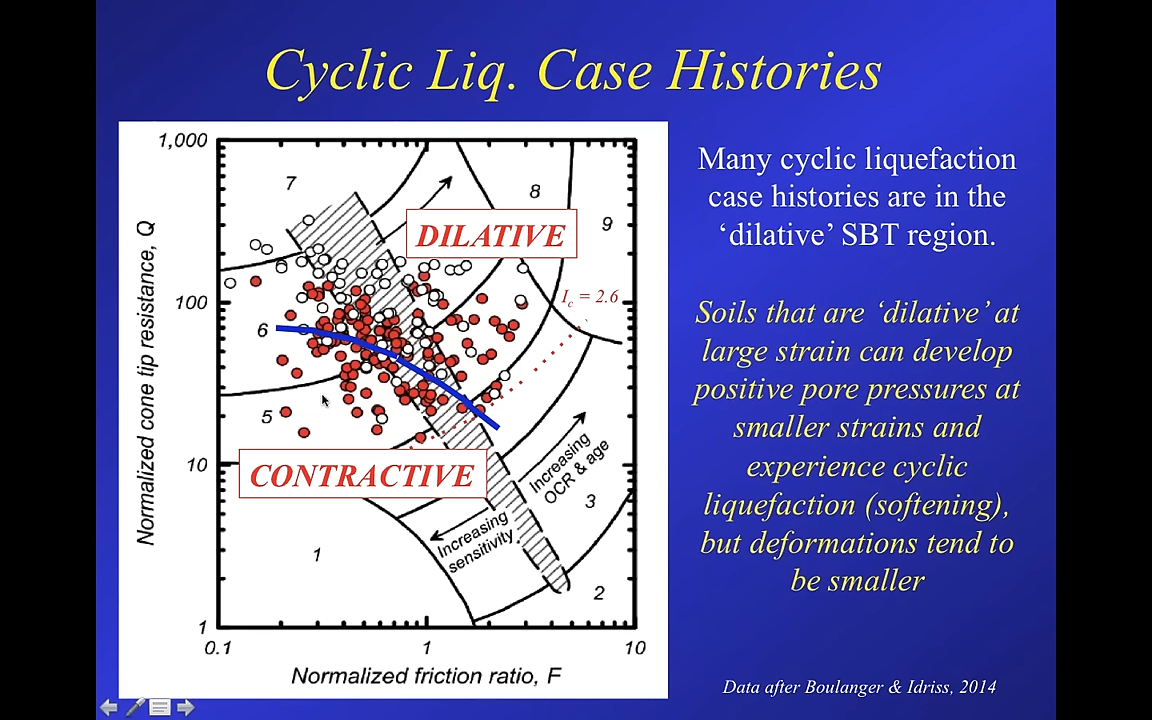 Cyclic Liq. Case Histories
1,000
100
10
1
0.1
1
10
Normalized cone tip resistance, Q
Normalized friction ratio, F
7
8
9
6
5
1
3
2
DILATIVE
CONTRACTIVE
Ic = 2.6
Increasing
OCR & age
Increasing
sensitivity
Many cyclic liquefaction
case histories are in the
‘dilative’ SBT region.
Soils that are ‘dilative’ at
large strain can develop
positive pore pressures at
smaller strains and
experience cyclic
liquefaction (softening),
but deformations tend to
be smaller
Data after Boulanger & Idriss, 2014